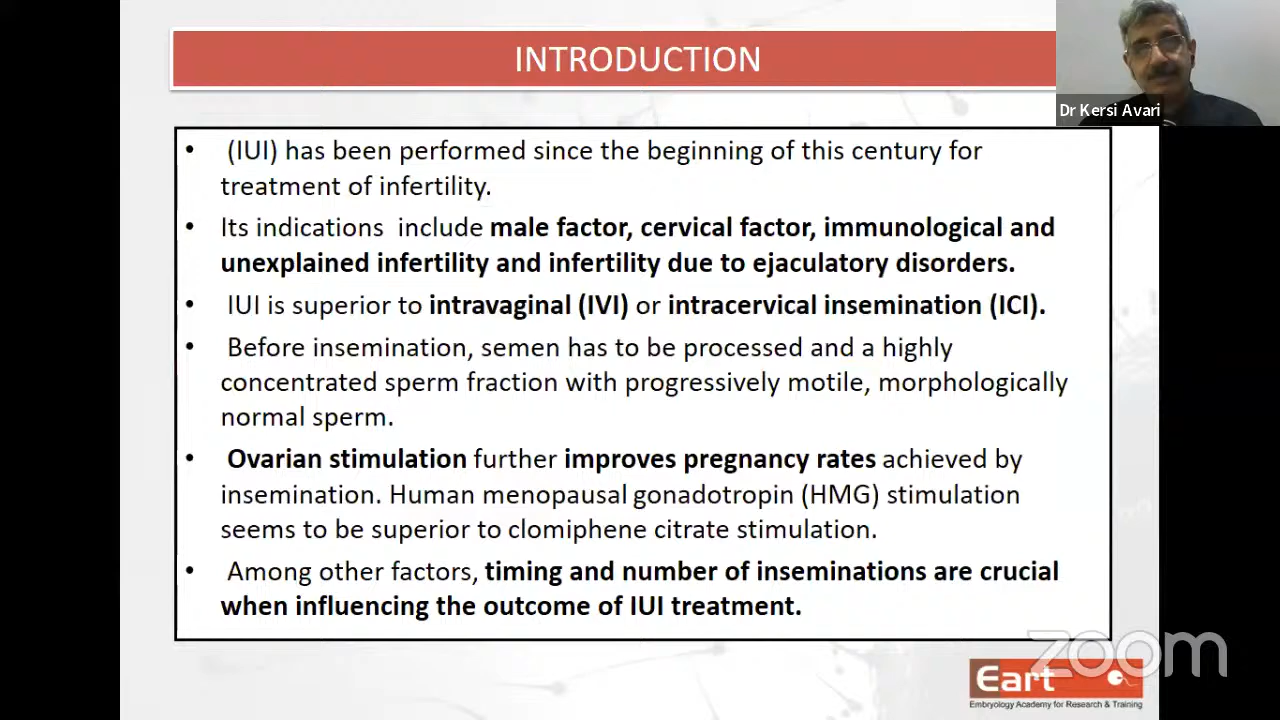 INTRODUCTION
Dr Kersi Avari
• (IUI) has been performed since the beginning of this century for
treatment of infertility.
• Its indications include male factor, cervical factor, immunological and
unexplained infertility and infertility due to ejaculatory disorders.
• IUI is superior to intravaginal (IVI) or intracervical insemination (ICI).
• Before insemination, semen has to be processed and a highly
concentrated sperm fraction with progressively motile, morphologically
normal sperm.
• Ovarian stimulation further improves pregnancy rates achieved by
insemination. Human menopausal gonadotropin (HMG) stimulation
seems to be superior to clomiphene citrate stimulation.
• Among other factors, timing and number of inseminations are crucial
when influencing the outcome of IUI treatment.
zoom
Eart
Embryology Academy for Research & Training